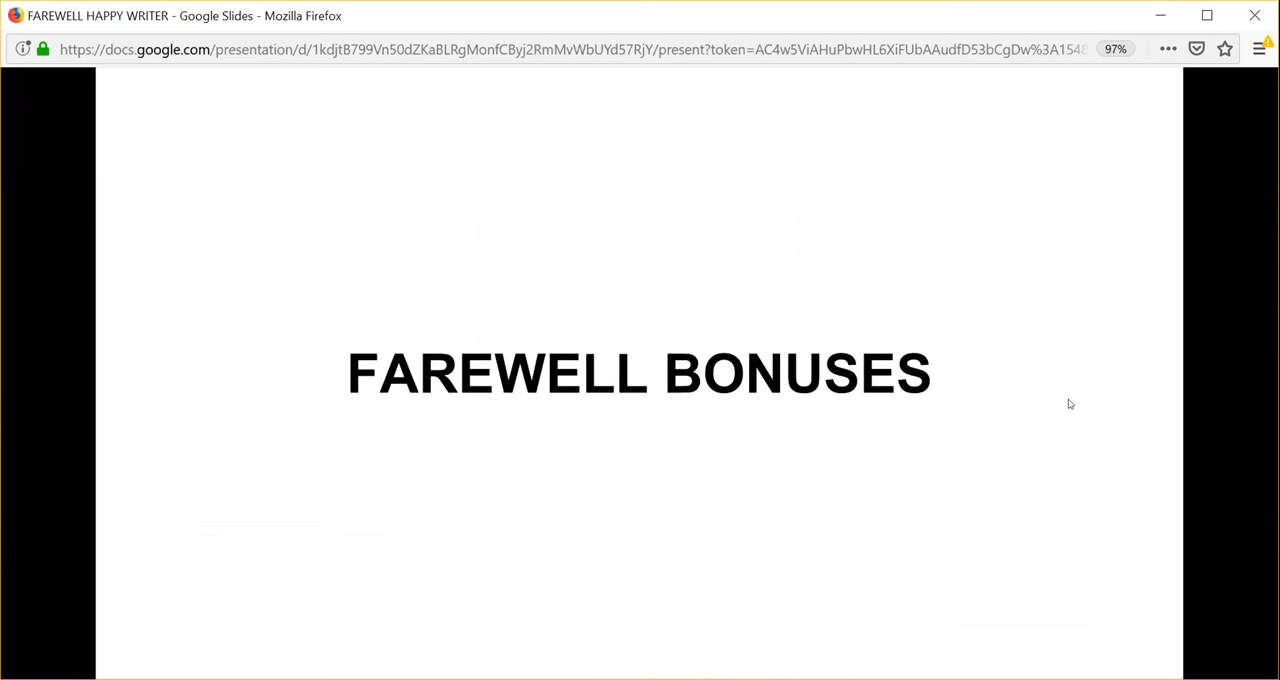 FAREWELL HAPPY WRITER - Google Slides - Mozilla Firefox
https://docs.google.com/presentation/d/1kdjtB799Vn50dZKaBLRgMonfCByj2RmMvWbUYd57RjY/present?token=AC4w5ViAHuPbwHL6XiFUbAAudfD53bCgDw%3A1548
97%
FAREWELL BONUSES